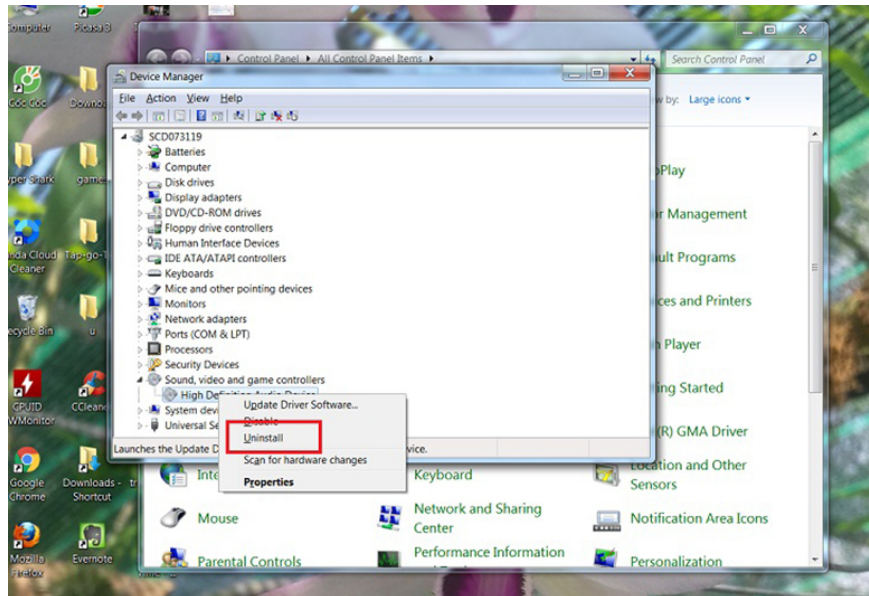 Computer
Picasa 3
Control Panel
All Control Panel Items
Search Control Panel
Device Manager
File Action View Help
w by: Large icons
Cốc Cốc
SCD073119
Batteries
Computer
Disk drives
Display adapters
DVD/CD-ROM drives
Floppy drive controllers
Human Interface Devices
IDE ATA/ATAPI controllers
Keyboards
Mice and other pointing devices
Monitors
Network adapters
Ports (COM & LPT)
Processors
Security Devices
Sound, video and game controllers
High Definition Audio Device
System devi
Universal Se
Launches the Update D
vice.
Update Driver Software...
Disable
Uninstall
Scan for hardware changes
Properties
yper Shark
game
nda Cloud
Cleaner
Tap-go-T
ecycle Bin
u
CPUID
WMonitor
CClean
Google
Chrome
Downloads -
Shortcut
tr
Mozilla
Firefox
Evernote
Play
r Management
ult Programs
ces and Printers
Player
ing Started
(R) GMA Driver
Inte
Keyboard
Location and Other
Sensors
Mouse
Network and Sharing
Center
Notification Area Icons
Parental Controls
Performance Information
Personalization